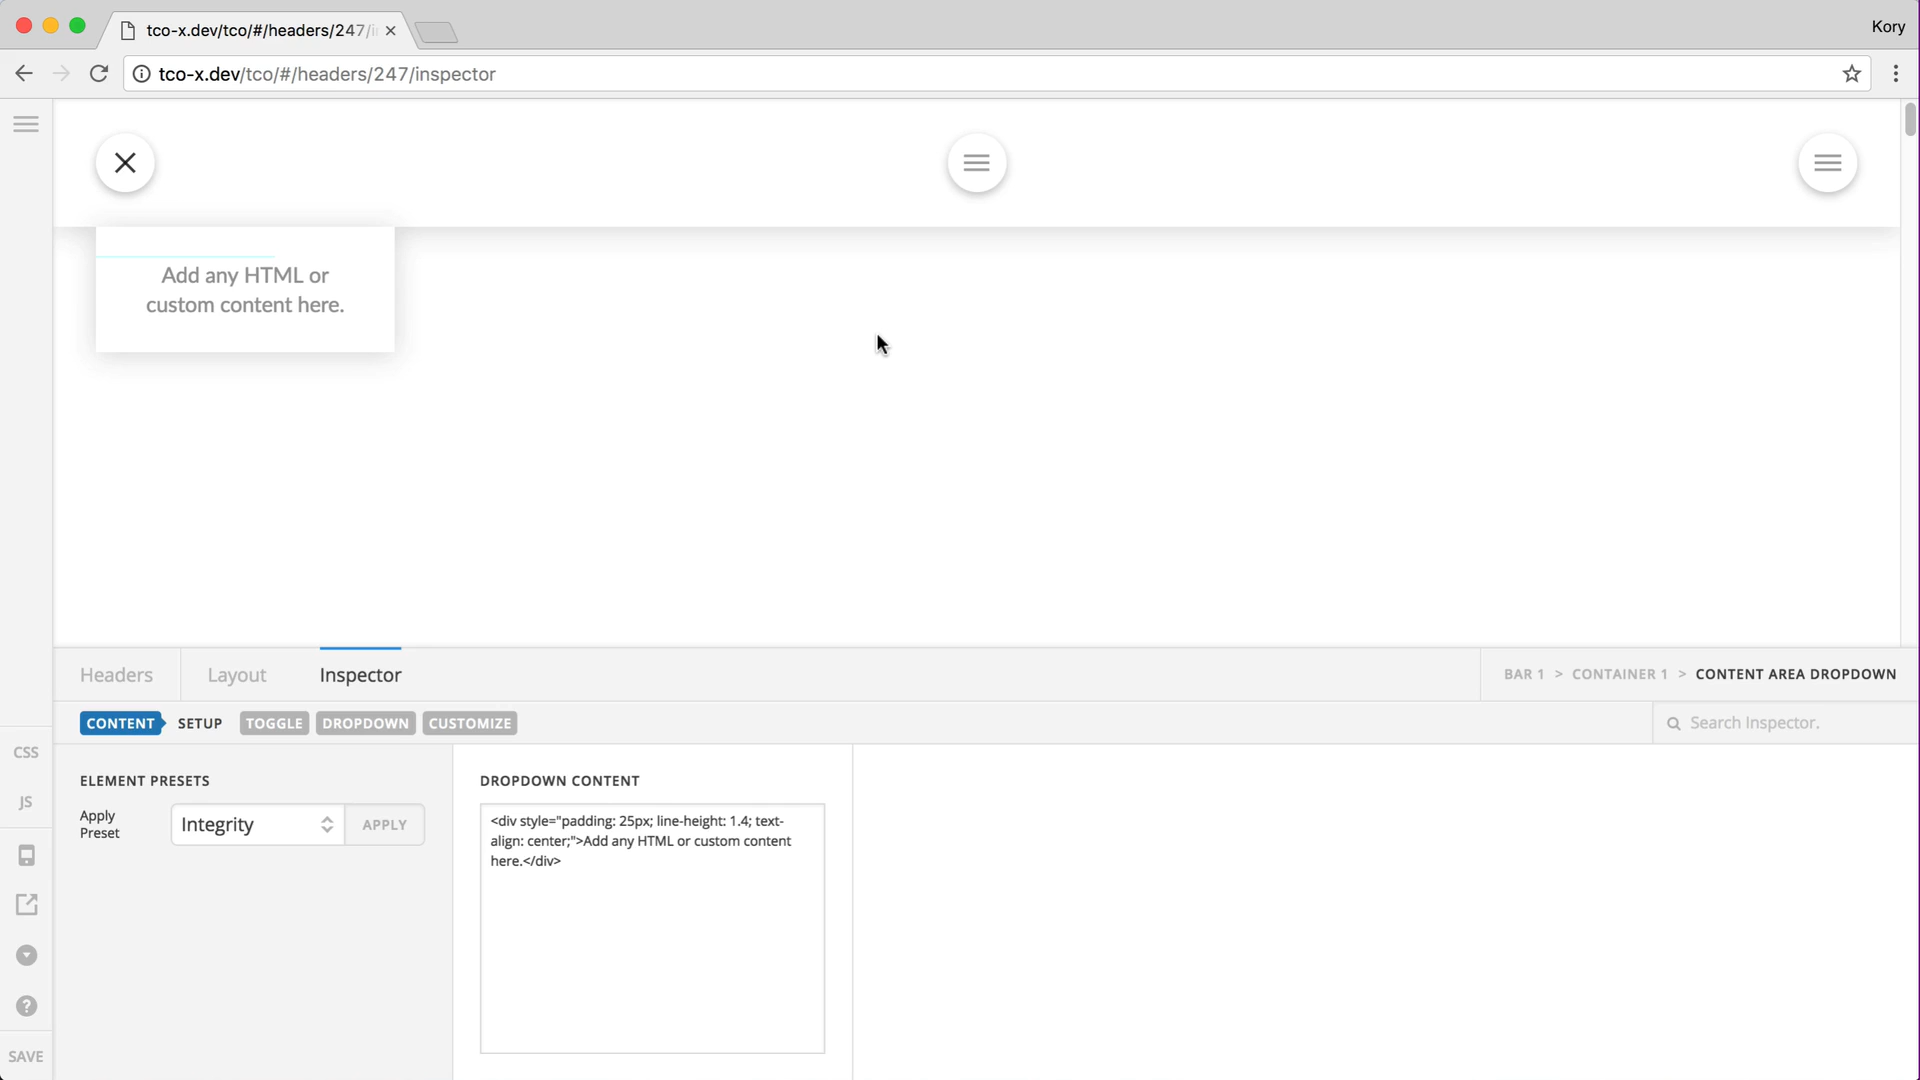 tco-x.dev/tco/#/headers/247/i
Kory
tco-x.dev/tco/#/headers/247/inspector
Add any HTML or
custom content here.
Headers
Layout
Inspector
BAR 1 > CONTAINER 1 > CONTENT AREA DROPDOWN
CONTENT
SETUP
TOGGLE
DROPDOWN
CUSTOMIZE
Search Inspector.
CSS
JS
SAVE
ELEMENT PRESETS
Apply
Preset
Integrity
APPLY
DROPDOWN CONTENT
<div style="padding: 25px; line-height: 1.4; text-
align: center;">Add any HTML or custom content
here.</div>